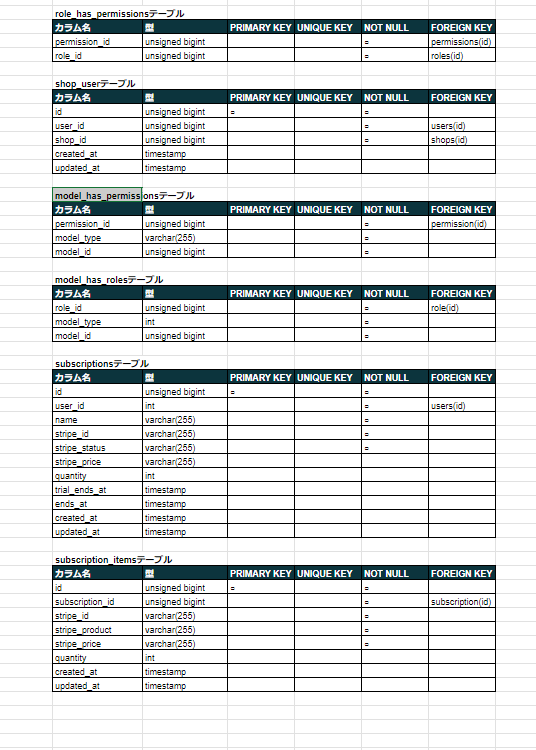 role_has_permissionsテーブル
カラム名 型 PRIMARY KEY UNIQUE KEY NOT NULL FOREIGN KEY
permission_id unsigned bigint = permissions(id)
role_id unsigned bigint = roles(id)
shop_userテーブル
カラム名 型 PRIMARY KEY UNIQUE KEY NOT NULL FOREIGN KEY
id unsigned bigint = =
user_id unsigned bigint = users(id)
shop_id unsigned bigint = shops(id)
created_at timestamp
updated_at timestamp
model_has_permissionsテーブル
カラム名 型 PRIMARY KEY UNIQUE KEY NOT NULL FOREIGN KEY
permission_id unsigned bigint = permission(id)
model_type varchar(255) =
model_id unsigned bigint =
model_has_rolesテーブル
カラム名 型 PRIMARY KEY UNIQUE KEY NOT NULL FOREIGN KEY
role_id unsigned bigint = role(id)
model_type int =
model_id unsigned bigint =
subscriptionsテーブル
カラム名 型 PRIMARY KEY UNIQUE KEY NOT NULL FOREIGN KEY
id unsigned bigint = =
user_id int = users(id)
name varchar(255) =
stripe_id varchar(255) =
stripe_status varchar(255) =
stripe_price varchar(255)
quantity int
trial_ends_at timestamp
ends_at timestamp
created_at timestamp
updated_at timestamp
subscription_itemsテーブル
カラム名 型 PRIMARY KEY UNIQUE KEY NOT NULL FOREIGN KEY
id unsigned bigint = =
subscription_id unsigned bigint = subscription(id)
stripe_id varchar(255) =
stripe_product varchar(255) =
stripe_price varchar(255) =
quantity int
created_at timestamp
updated_at timestamp